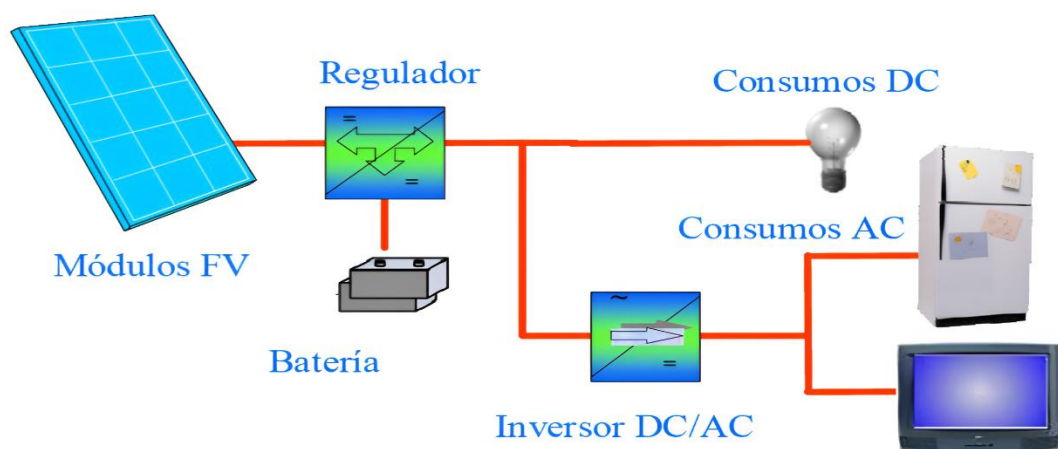 Regulador
Consumos DC
=
=
Consumos AC
Módulos FV
~
=
Batería
Inversor DC/AC